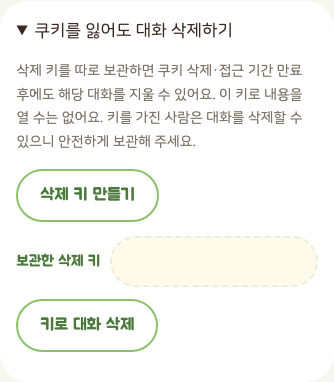 ▼ 쿠키를 잃어도 대화 삭제하기
삭제 키를 따로 보관하면 쿠키 삭제·접근 기간 만료
후에도 해당 대화를 지울 수 있어요. 이 키로 내용을
열 수는 없어요. 키를 가진 사람은 대화를 삭제할 수
있으니 안전하게 보관해 주세요.
삭제 키 만들기
보관한 삭제 키
키로 대화 삭제